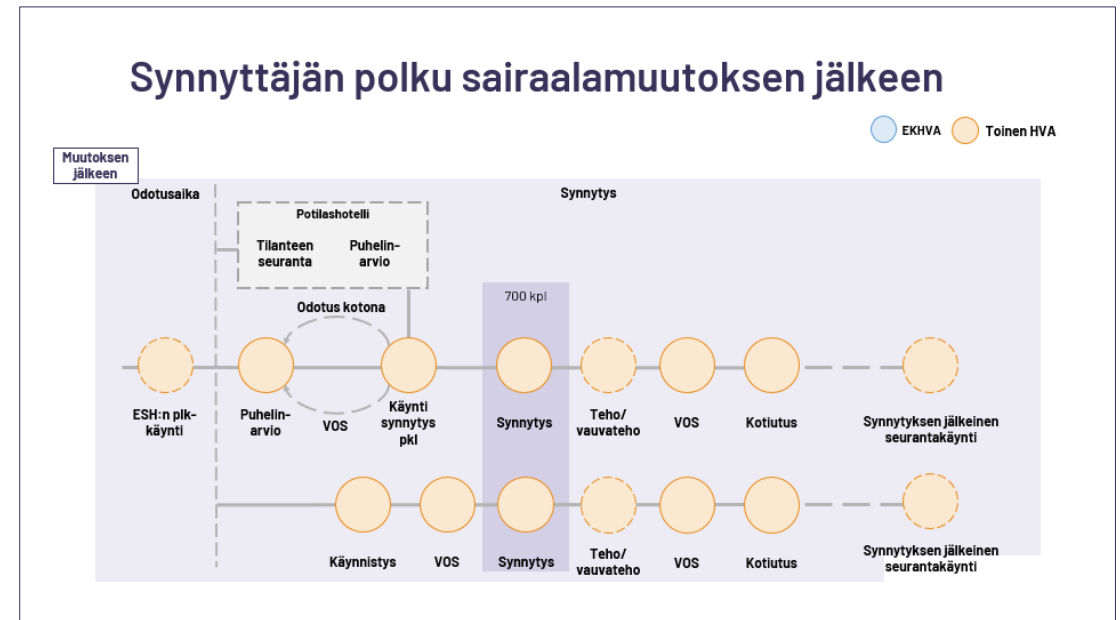 Synnyttäjän polku sairaalamuutoksen jälkeen
EKHVA
Toinen HVA
Muutoksen
jälkeen
Odotusaika
Synnytys
Potilashotelli
Tilanteen
seuranta
Puhelin-
arvio
700 kpl
Odotus kotona
ESH:n plk-
käynti
Puhelin-
arvio
VOS
Käynti
synnytys
pkl
Synnytys
Teho/
vauvateho
VOS
Kotiutus
Synnytyksen jälkeinen
seurantakäynti
Käynnistys
VOS
Synnytys
Teho/
vauvateho
VOS
Kotiutus
Synnytyksen jälkeinen
seurantakäynti